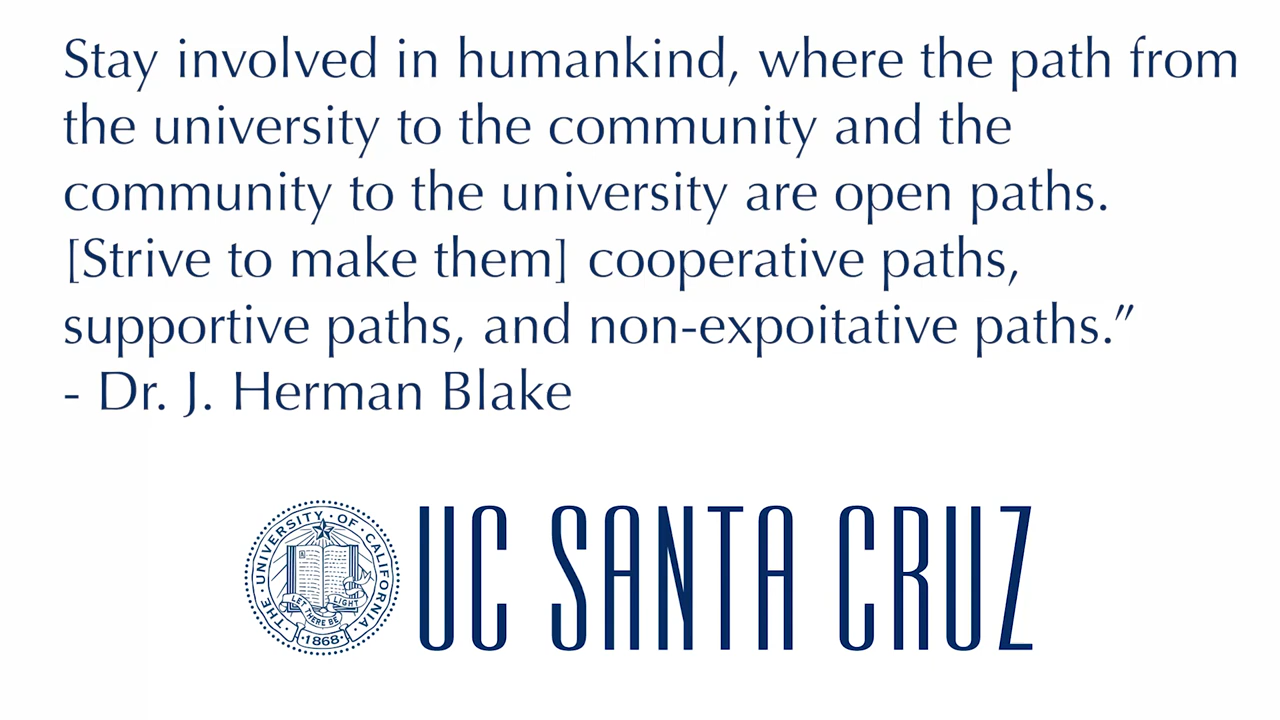 Stay involved in humankind, where the path from
the university to the community and the
community to the university are open paths.
[Strive to make them] cooperative paths,
supportive paths, and non-expoitative paths.”
- Dr. J. Herman Blake
THE · UNIVERSITY · OF · CALIFORNIA ·
LET THERE BE LIGHT
·1868·
UC SANTA CRUZ